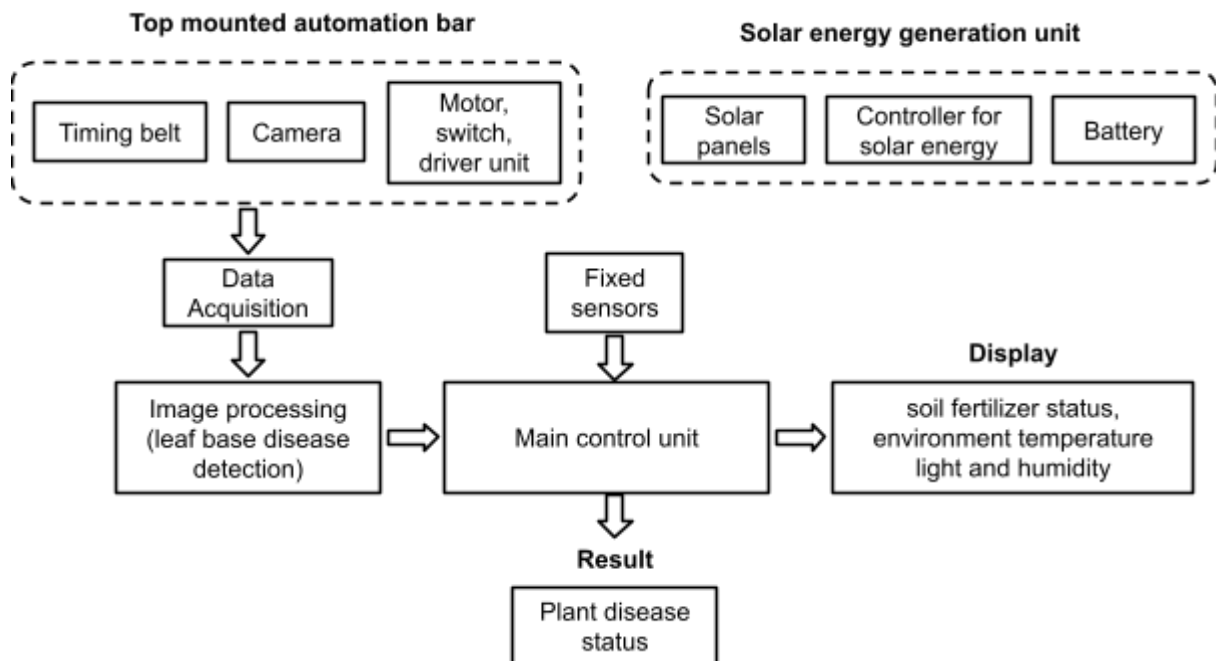 Top mounted automation bar
Solar energy generation unit
Timing belt
Camera
Motor,
switch,
driver unit
Solar
panels
Controller for
solar energy
Battery
Data
Acquisition
Fixed
sensors
Display
Image processing
(leaf base disease
detection)
Main control unit
soil fertilizer status,
environment temperature
light and humidity
Result
Plant disease
status